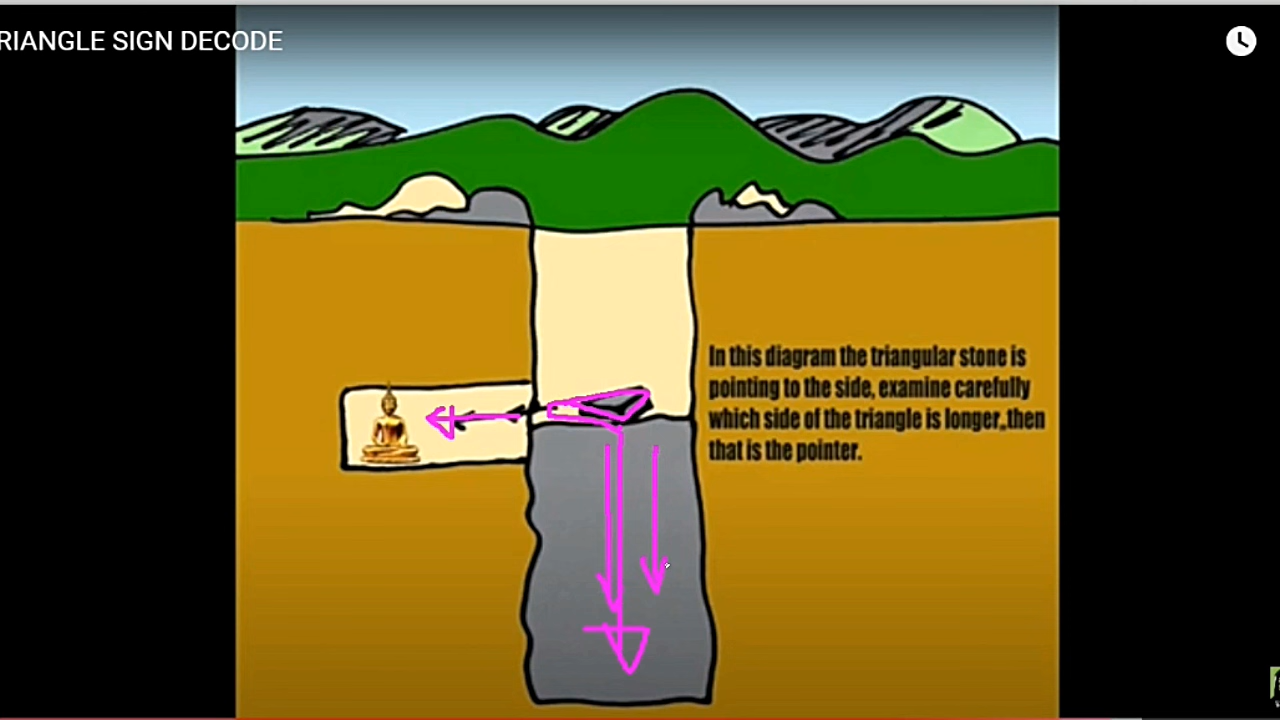 RIANGLE SIGN DECODE
In this diagram the triangular stone is
pointing to the side, examine carefully
which side of the triangle is longer,,then
that is the pointer.